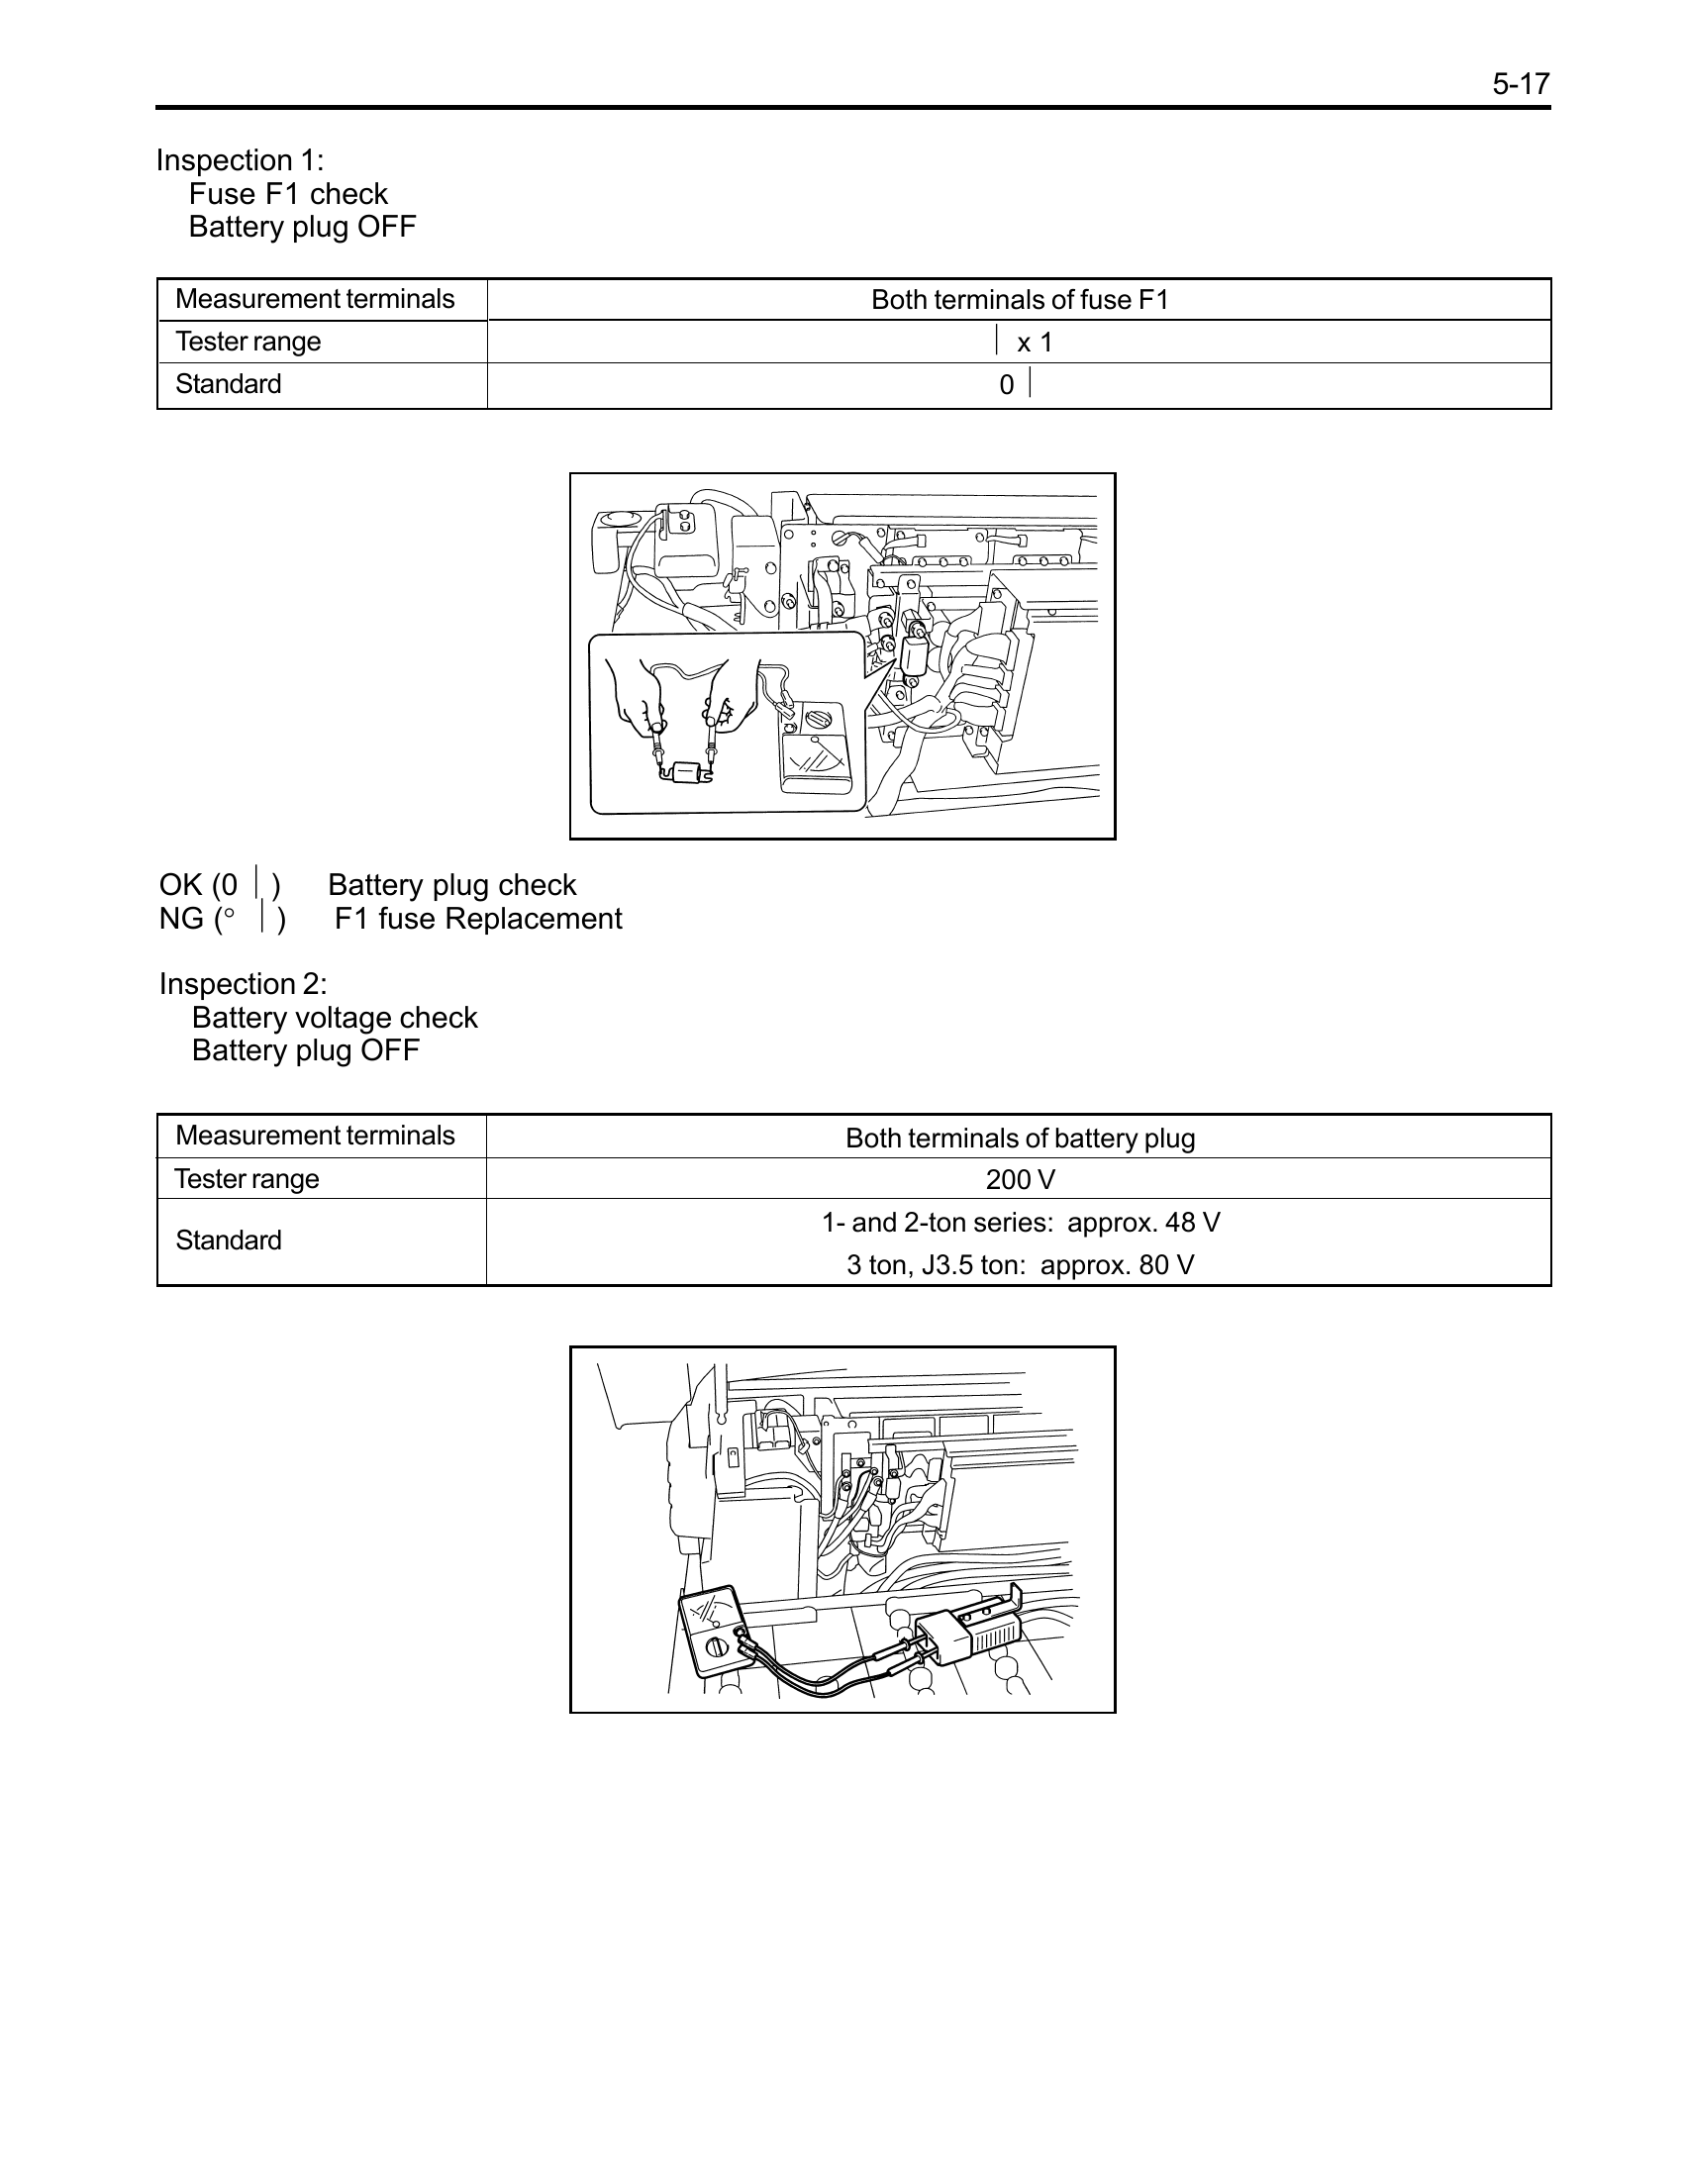 5-17
Inspection 1:
Fuse F1 check
Battery plug OFF
Measurement terminals Both terminals of fuse F1
Tester range | x 1
Standard 0 |
OK (0 | ) Battery plug check
NG (° | ) F1 fuse Replacement
Inspection 2:
Battery voltage check
Battery plug OFF
Measurement terminals Both terminals of battery plug
Tester range 200 V
Standard 1- and 2-ton series: approx. 48 V
3 ton, J3.5 ton: approx. 80 V